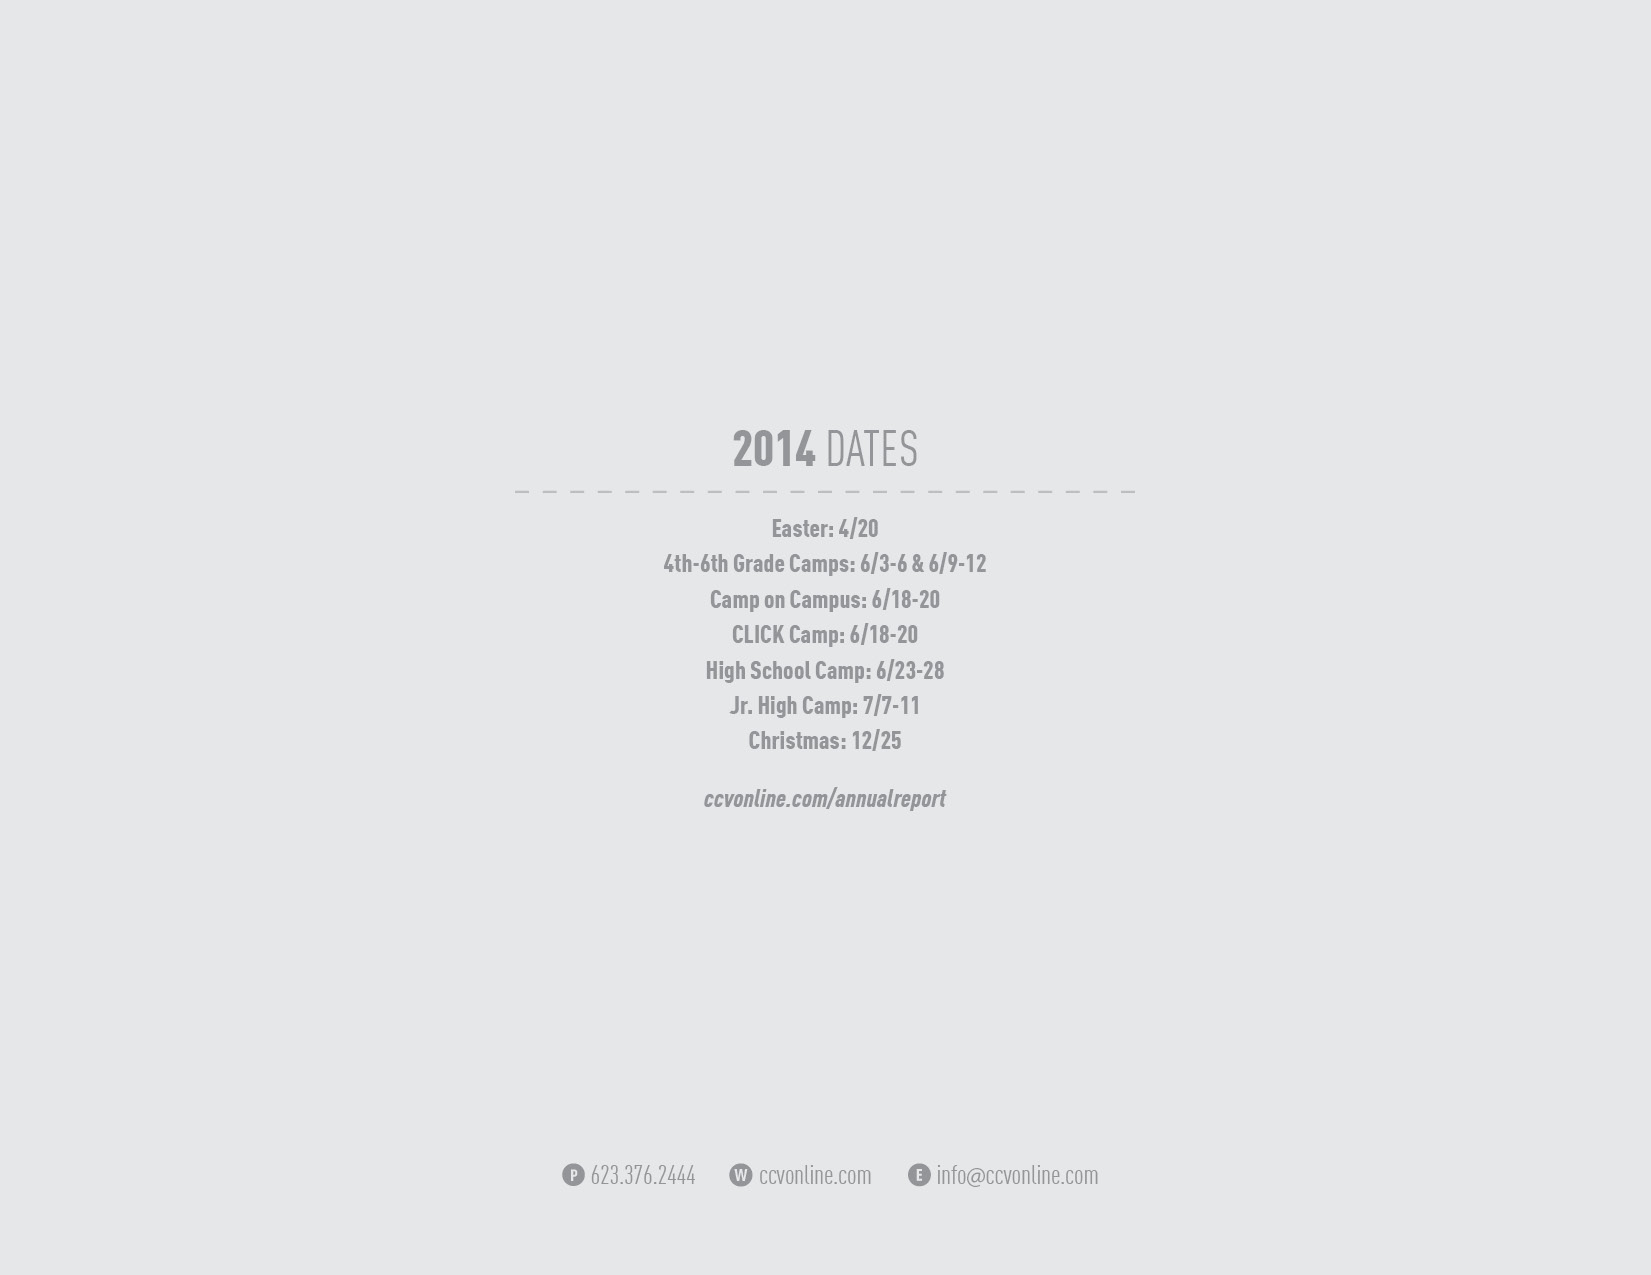 2014 DATES
Easter: 4/20
4th-6th Grade Camps: 6/3-6 & 6/9-12
Camp on Campus: 6/18-20
CLICK Camp: 6/18-20
High School Camp: 6/23-28
Jr. High Camp: 7/7-11
Christmas: 12/25
ccvonline.com/annualreport
P 623.376.2444 W ccvonline.com E info@ccvonline.com